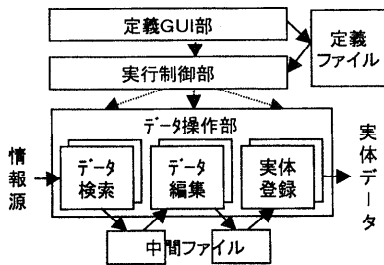 定義GUI部
定義
ファイル
実行制御部
データ操作部
情報源
データ
検索
データ
編集
実体
登録
実体データ
中間ファイル